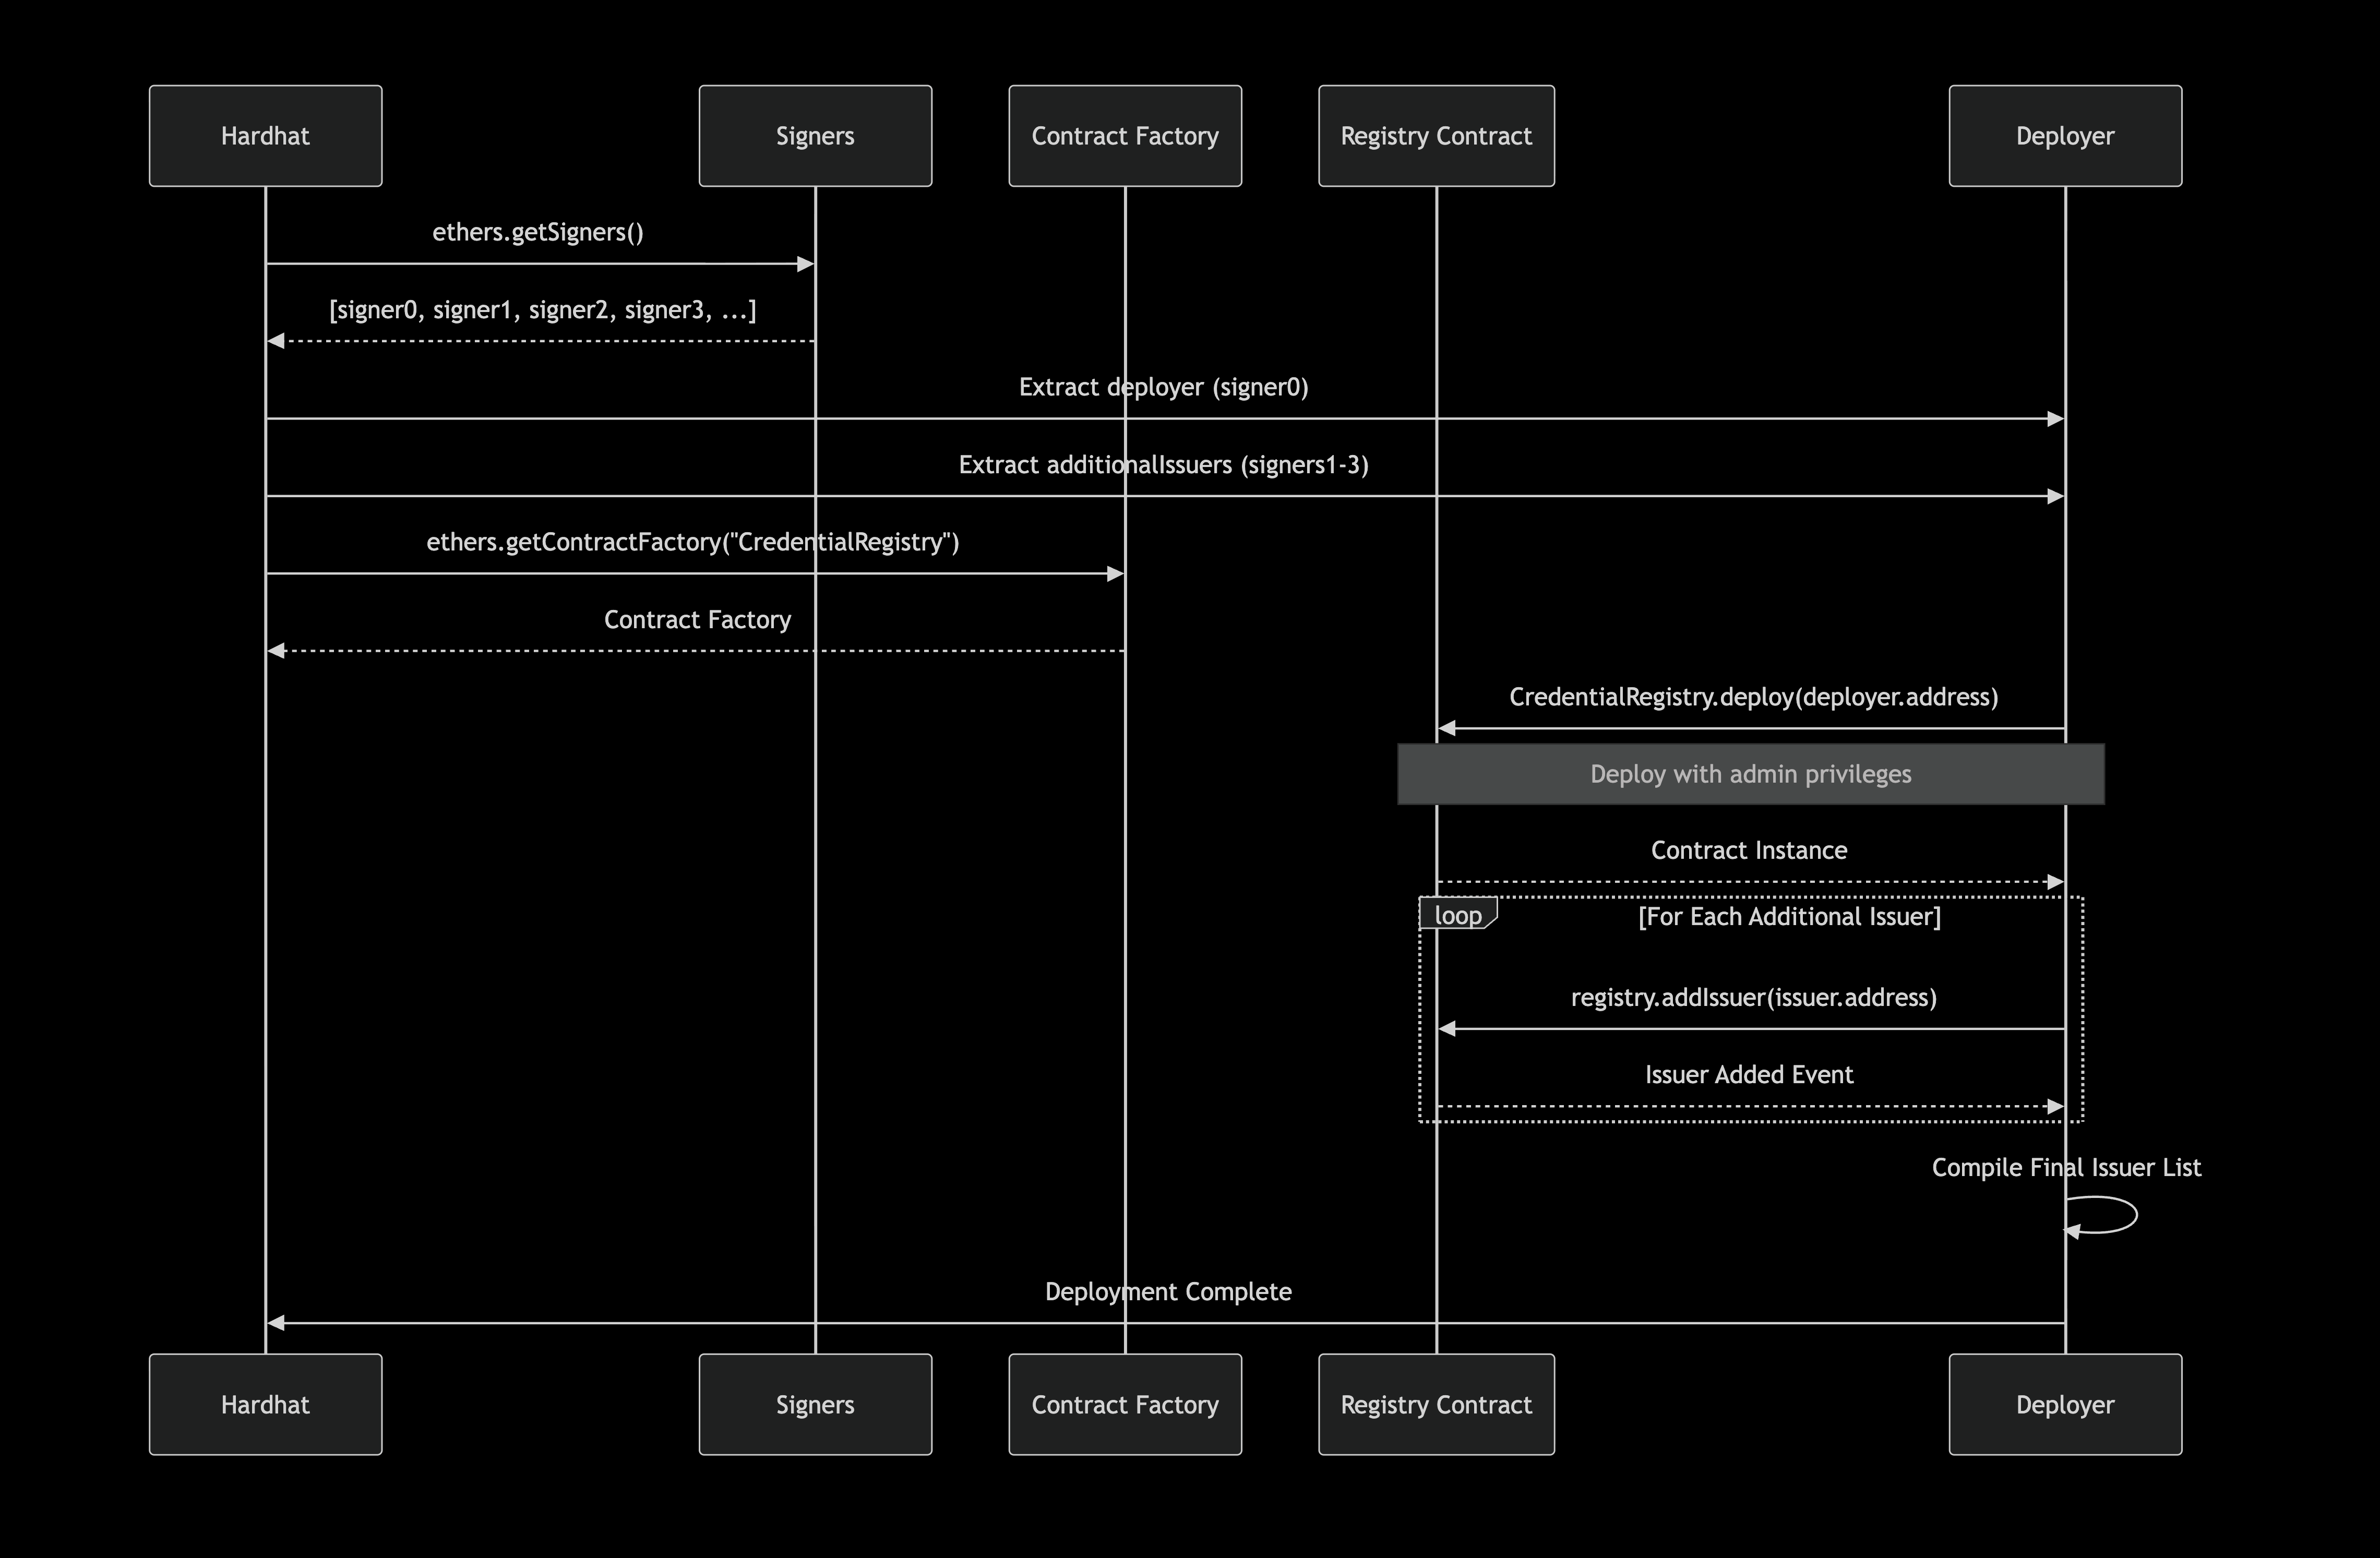 Hardhat
Signers
Contract Factory
Registry Contract
Deployer
ethers.getSigners()
[signer0, signer1, signer2, signer3, ...]
Extract deployer (signer0)
Extract additionalIssuers (signers1-3)
ethers.getContractFactory("CredentialRegistry")
Contract Factory
CredentialRegistry.deploy(deployer.address)
Deploy with admin privileges
Contract Instance
loop
[For Each Additional Issuer]
registry.addIssuer(issuer.address)
Issuer Added Event
Compile Final Issuer List
Deployment Complete
Hardhat
Signers
Contract Factory
Registry Contract
Deployer